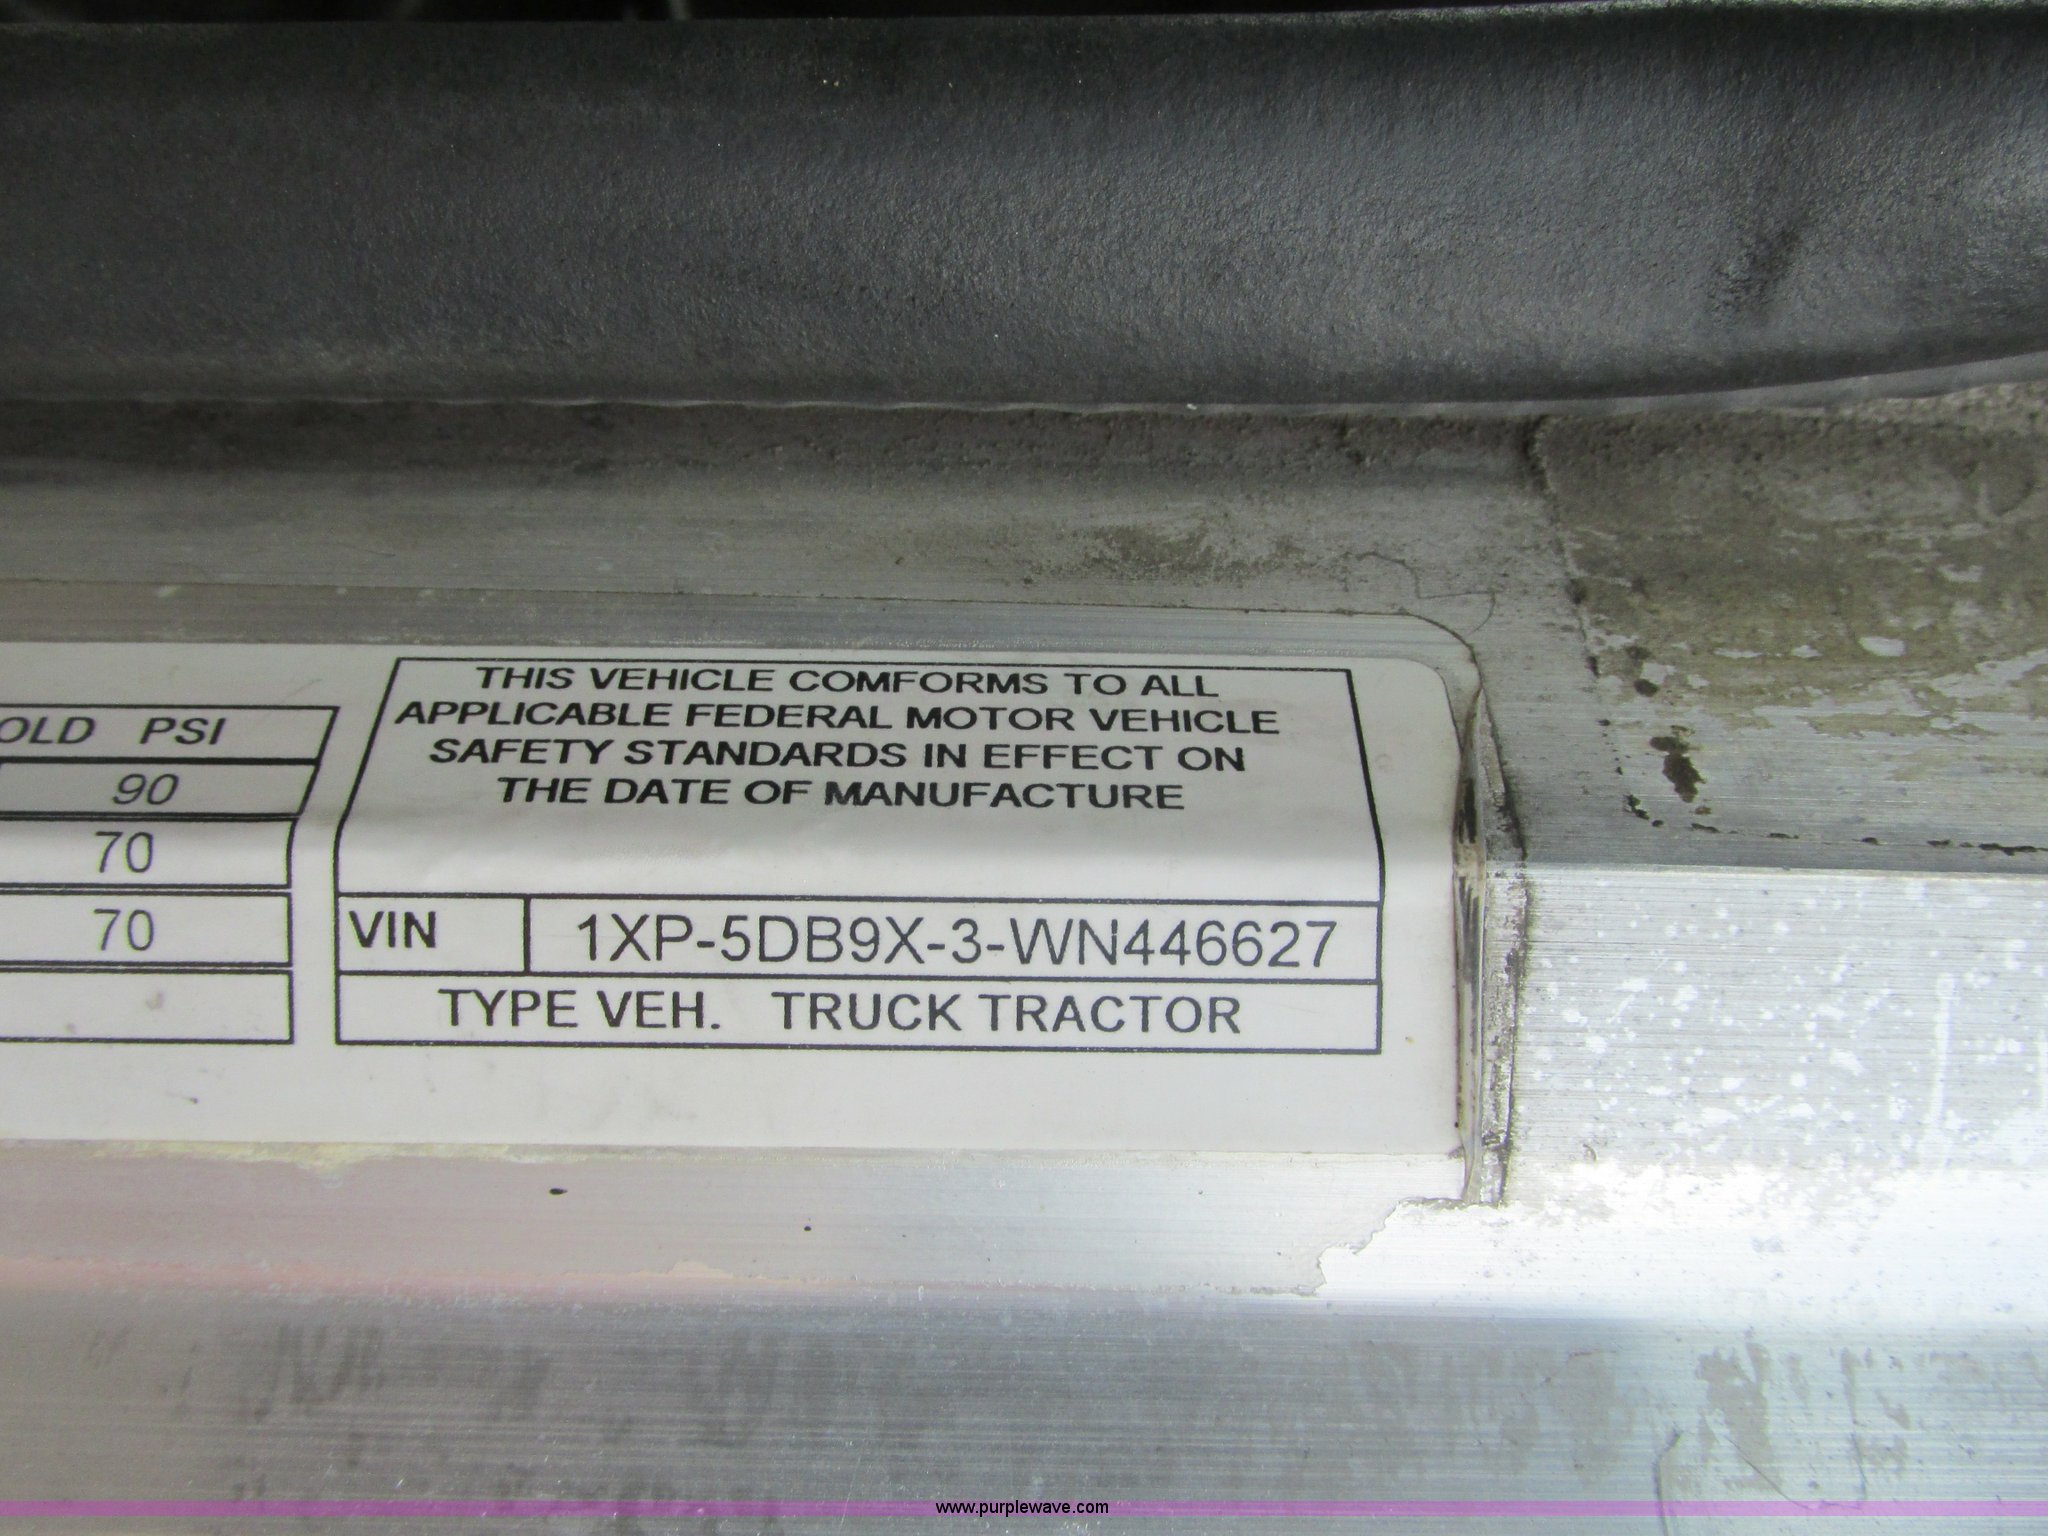 THIS VEHICLE COMFORMS TO ALL
APPLICABLE FEDERAL MOTOR VEHICLE
SAFETY STANDARDS IN EFFECT ON
THE DATE OF MANUFACTURE
OLD PSI
90
70
70
VIN 1XP-5DB9X-3-WN446627
TYPE VEH. TRUCK TRACTOR
www.purplewave.com